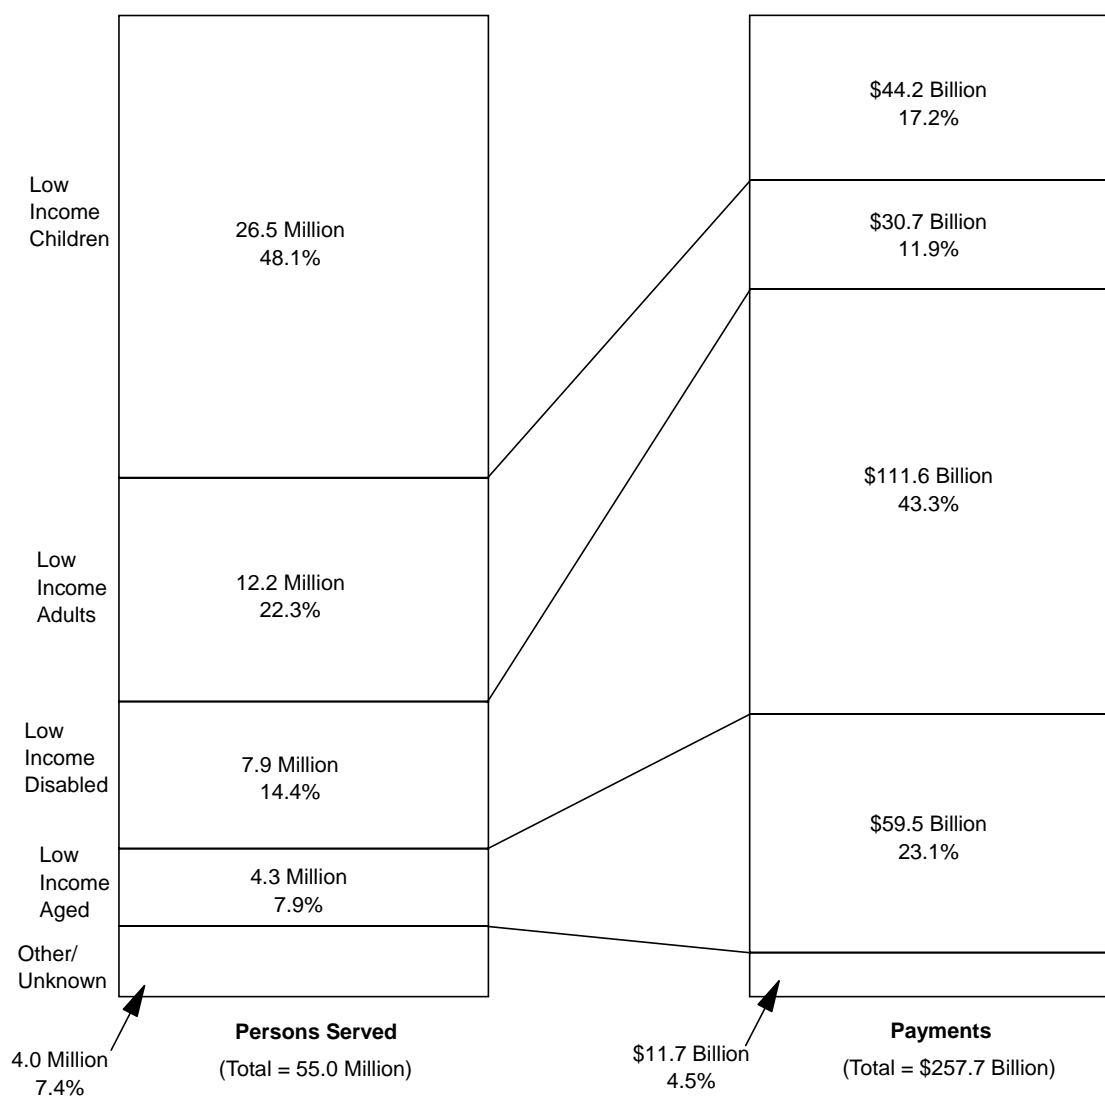 Low
Income
Children
26.5 Million
48.1%
$44.2 Billion
17.2%
$30.7 Billion
11.9%
$111.6 Billion
43.3%
Low
Income
Adults
12.2 Million
22.3%
Low
Income
Disabled
7.9 Million
14.4%
$59.5 Billion
23.1%
Low
Income
Aged
4.3 Million
7.9%
Other/
Unknown
4.0 Million
7.4%
Persons Served
(Total = 55.0 Million)
$11.7 Billion
4.5%
Payments
(Total = $257.7 Billion)